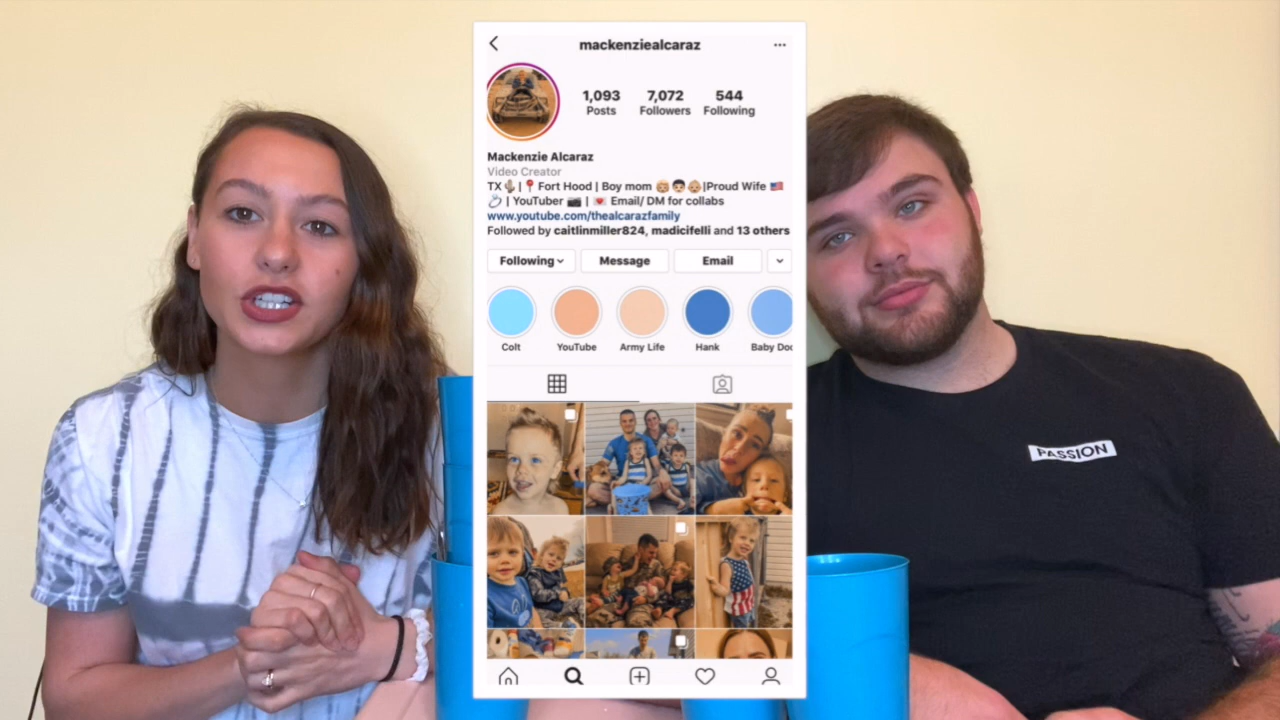 mackenziealcaraz
1,093 7,072 544
Posts Followers Following
Mackenzie Alcaraz
Video Creator
TX🌵|📍Fort Hood | Boy mom 👶🏼👦🏻👶🏼|Proud Wife 🇺🇸
💍 | YouTuber 📷 | 💌 Email/ DM for collabs
www.youtube.com/thealcarazfamily
Followed by caitlinmiller824, madicifelli and 13 others
Following Message Email
Colt YouTube Army Life Hank Baby Doc
PASSION